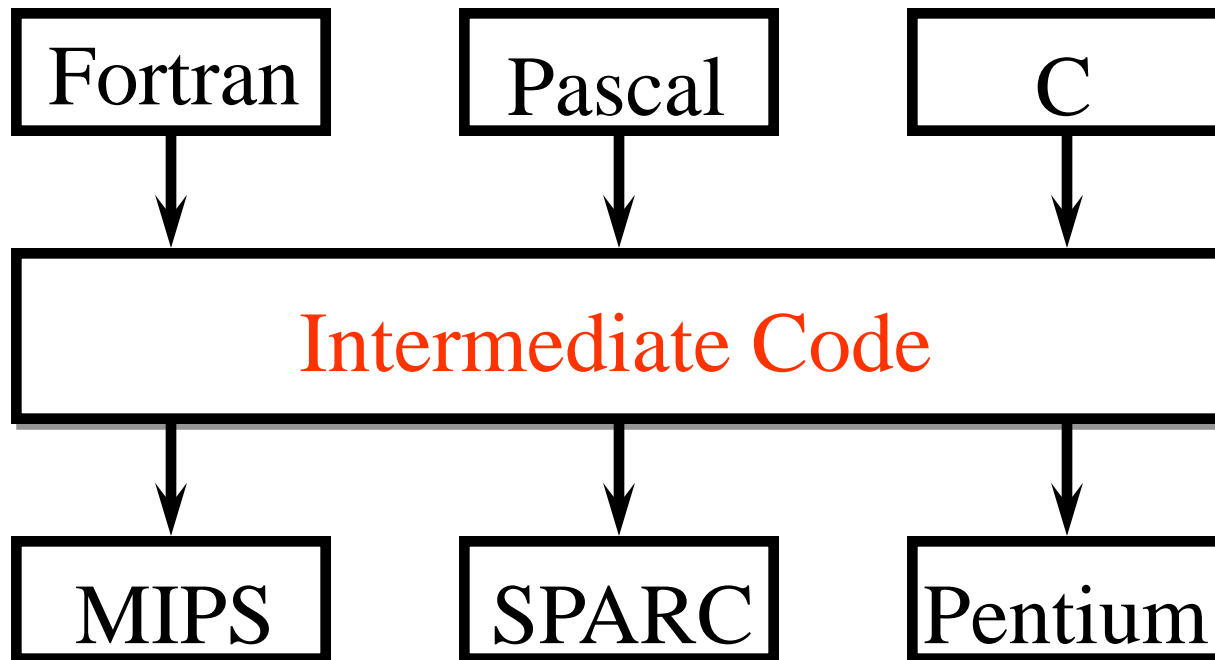 Fortran
Pascal
C
Intermediate Code
MIPS
SPARC
Pentium